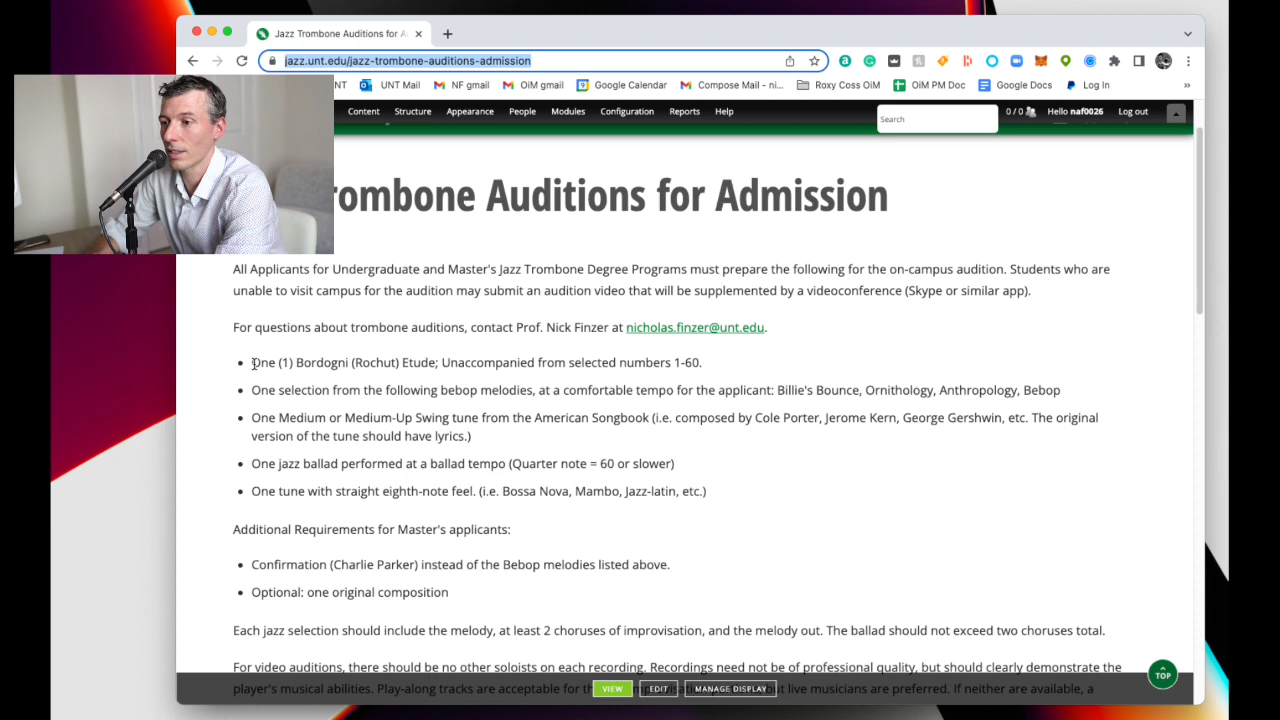 Jazz Trombone Auditions for A
jazz.unt.edu/jazz-trombone-auditions-admission
NT UNT Mail NF gmail OiM gmail Google Calendar Compose Mail - ni... Roxy Coss OiM OiM PM Doc Google Docs Log In »
Content Structure Appearance People Modules Configuration Reports Help Search 0 / 0 Hello naf0026 Log out
rombone Auditions for Admission
All Applicants for Undergraduate and Master's Jazz Trombone Degree Programs must prepare the following for the on-campus audition. Students who are
unable to visit campus for the audition may submit an audition video that will be supplemented by a videoconference (Skype or similar app).
For questions about trombone auditions, contact Prof. Nick Finzer at nicholas.finzer@unt.edu.
• One (1) Bordogni (Rochut) Etude; Unaccompanied from selected numbers 1-60.
• One selection from the following bebop melodies, at a comfortable tempo for the applicant: Billie's Bounce, Ornithology, Anthropology, Bebop
• One Medium or Medium-Up Swing tune from the American Songbook (i.e. composed by Cole Porter, Jerome Kern, George Gershwin, etc. The original
version of the tune should have lyrics.)
• One jazz ballad performed at a ballad tempo (Quarter note = 60 or slower)
• One tune with straight eighth-note feel. (i.e. Bossa Nova, Mambo, Jazz-latin, etc.)
Additional Requirements for Master's applicants:
• Confirmation (Charlie Parker) instead of the Bebop melodies listed above.
• Optional: one original composition
Each jazz selection should include the melody, at least 2 choruses of improvisation, and the melody out. The ballad should not exceed two choruses total.
For video auditions, there should be no other soloists on each recording. Recordings need not be of professional quality, but should clearly demonstrate the
player's musical abilities. Play-along tracks are acceptable for th but live musicians are preferred. If neither are available, a
VIEW EDIT MANAGE DISPLAY
TOP